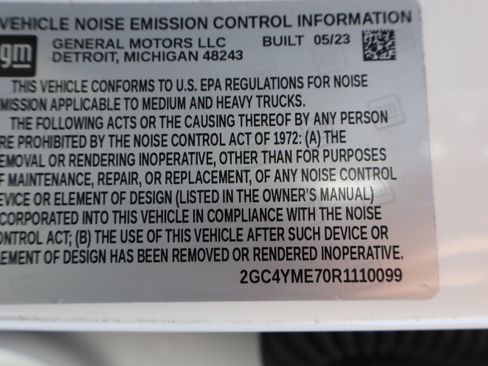 VEHICLE NOISE EMISSION CONTROL INFORMATION
gm GENERAL MOTORS LLC BUILT 05/23
DETROIT, MICHIGAN 48243
THIS VEHICLE CONFORMS TO U.S. EPA REGULATIONS FOR NOISE
EMISSION APPLICABLE TO MEDIUM AND HEAVY TRUCKS.
THE FOLLOWING ACTS OR THE CAUSING THEREOF BY ANY PERSON
RE PROHIBITED BY THE NOISE CONTROL ACT OF 1972: (A) THE
EMOVAL OR RENDERING INOPERATIVE, OTHER THAN FOR PURPOSES
F MAINTENANCE, REPAIR, OR REPLACEMENT, OF ANY NOISE CONTROL
EVICE OR ELEMENT OF DESIGN (LISTED IN THE OWNER'S MANUAL)
NCORPORATED INTO THIS VEHICLE IN COMPLIANCE WITH THE NOISE
ONTROL ACT; (B) THE USE OF THIS VEHICLE AFTER SUCH DEVICE OR
LEMENT OF DESIGN HAS BEEN REMOVED OR RENDERED INOPERATIVE.
2GC4YME70R1110099